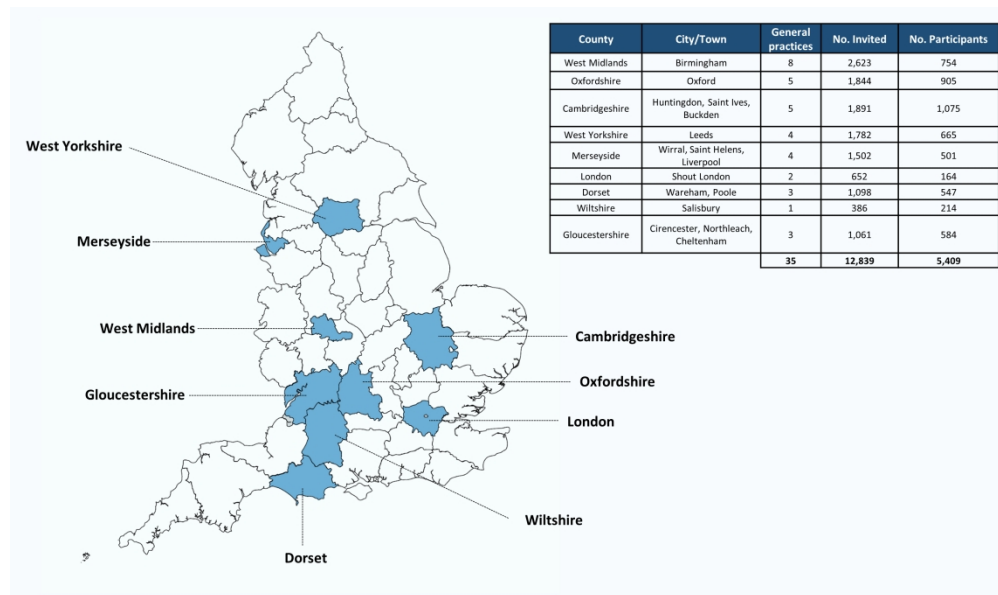 County City/Town General practices No. Invited No. Participants
West Midlands Birmingham 8 2,623 754
Oxfordshire Oxford 5 1,844 905
Cambridgeshire Huntingdon, Saint Ives, Buckden 5 1,891 1,075
West Yorkshire Leeds 4 1,782 665
Merseyside Wirral, Saint Helens, Liverpool 4 1,502 501
London Shout London 2 652 164
Dorset Wareham, Poole 3 1,098 547
Wiltshire Salisbury 1 386 214
Gloucestershire Cirencester, Northleach, Cheltenham 3 1,061 584
35 12,839 5,409
West Yorkshire
Merseyside
West Midlands
Cambridgeshire
Oxfordshire
Gloucestershire
London
Wiltshire
Dorset